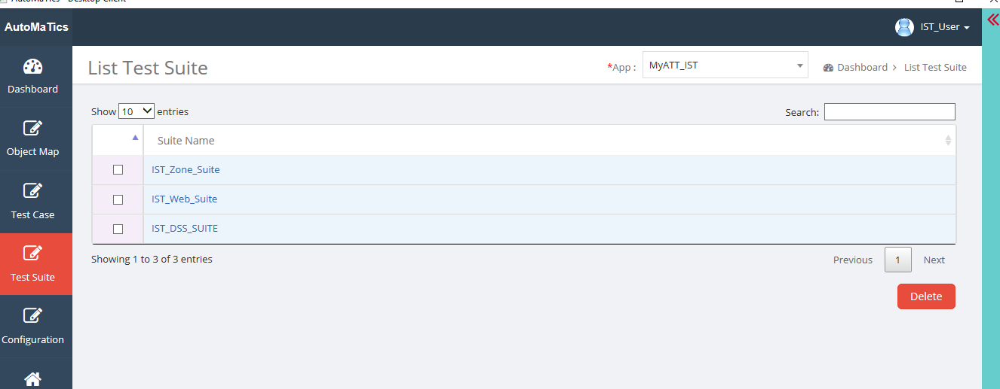 AutoMaTics - Desktop Client
AutoMaTics
IST_User
Dashboard
Object Map
Test Case
Test Suite
Configuration
List Test Suite
*App :
MyATT_IST
Dashboard > List Test Suite
Show 10 entries
Search:
Suite Name
IST_Zone_Suite
IST_Web_Suite
IST_DSS_SUITE
Showing 1 to 3 of 3 entries
Previous 1 Next
Delete